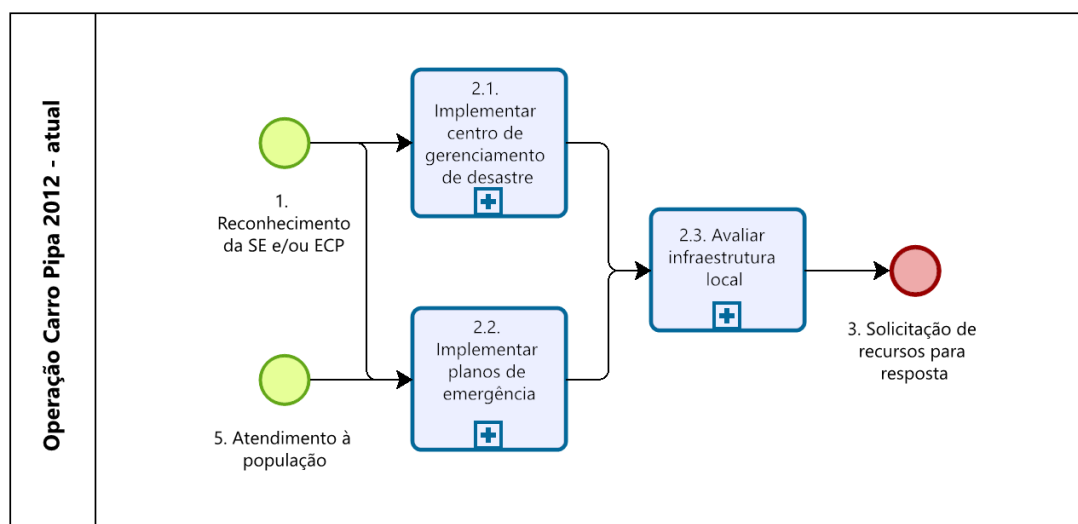 Operação Carro Pipa 2012 - atual
1.
Reconhecimento
da SE e/ou ECP
2.1.
Implementar
centro de
gerenciamento
de desastre
2.2.
Implementar
planos de
emergência
5. Atendimento à
população
2.3. Avaliar
infraestrutura
local
3. Solicitação de
recursos para
resposta